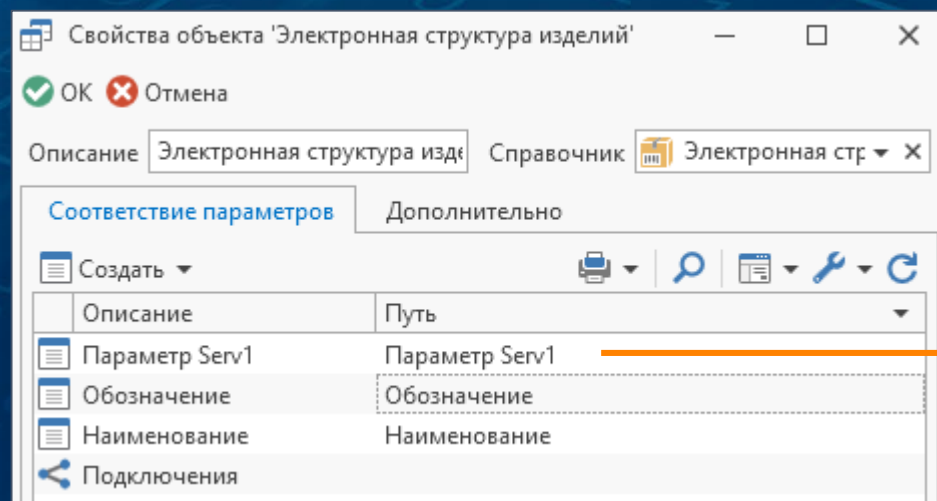 Свойства объекта 'Электронная структура изделий'
ОК Отмена
Описание Электронная структура изде Справочник Электронная стр
Соответствие параметров Дополнительно
Создать
Описание Путь
Параметр Serv1 Параметр Serv1
Обозначение Обозначение
Наименование Наименование
Подключения